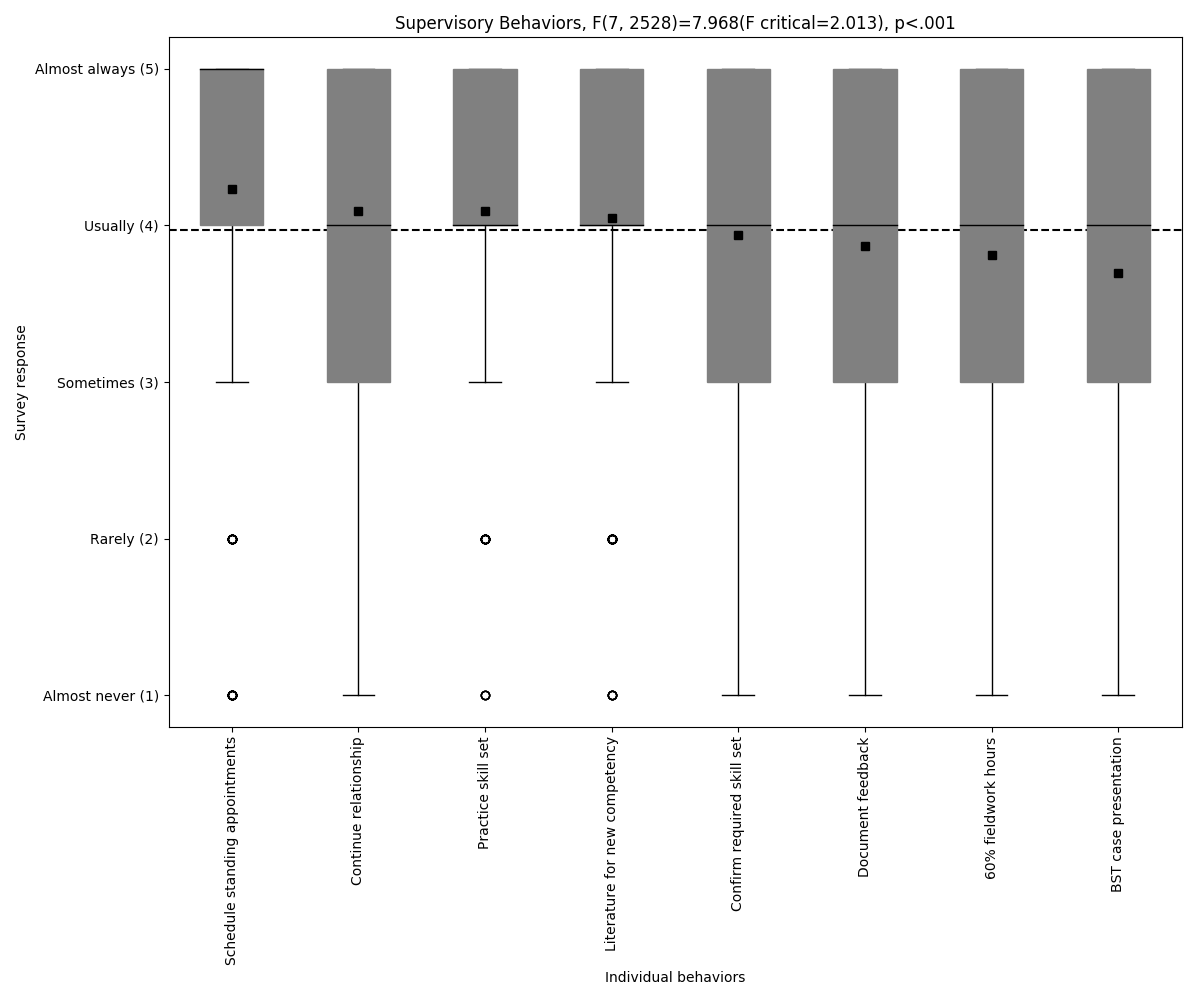 Supervisory Behaviors, F(7, 2528)=7.968(F critical=2.013), p<.001
Almost always (5)
Usually (4)
Sometimes (3)
Rarely (2)
Almost never (1)
Survey response
Schedule standing appointments
Continue relationship
Practice skill set
Literature for new competency
Confirm required skill set
Document feedback
60% fieldwork hours
BST case presentation
Individual behaviors